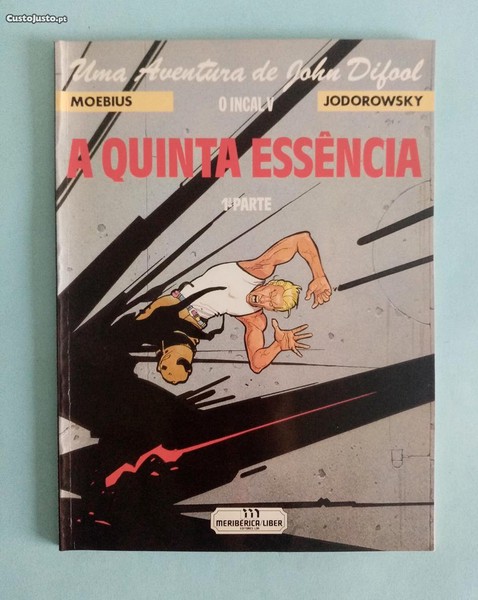 CustoJusto.pt
Uma Aventura de John Difool
MOEBIUS
O INCAL V
JODOROWSKY
A QUINTA ESSÊNCIA
1ª PARTE
MERIBÉRICA/LIBER